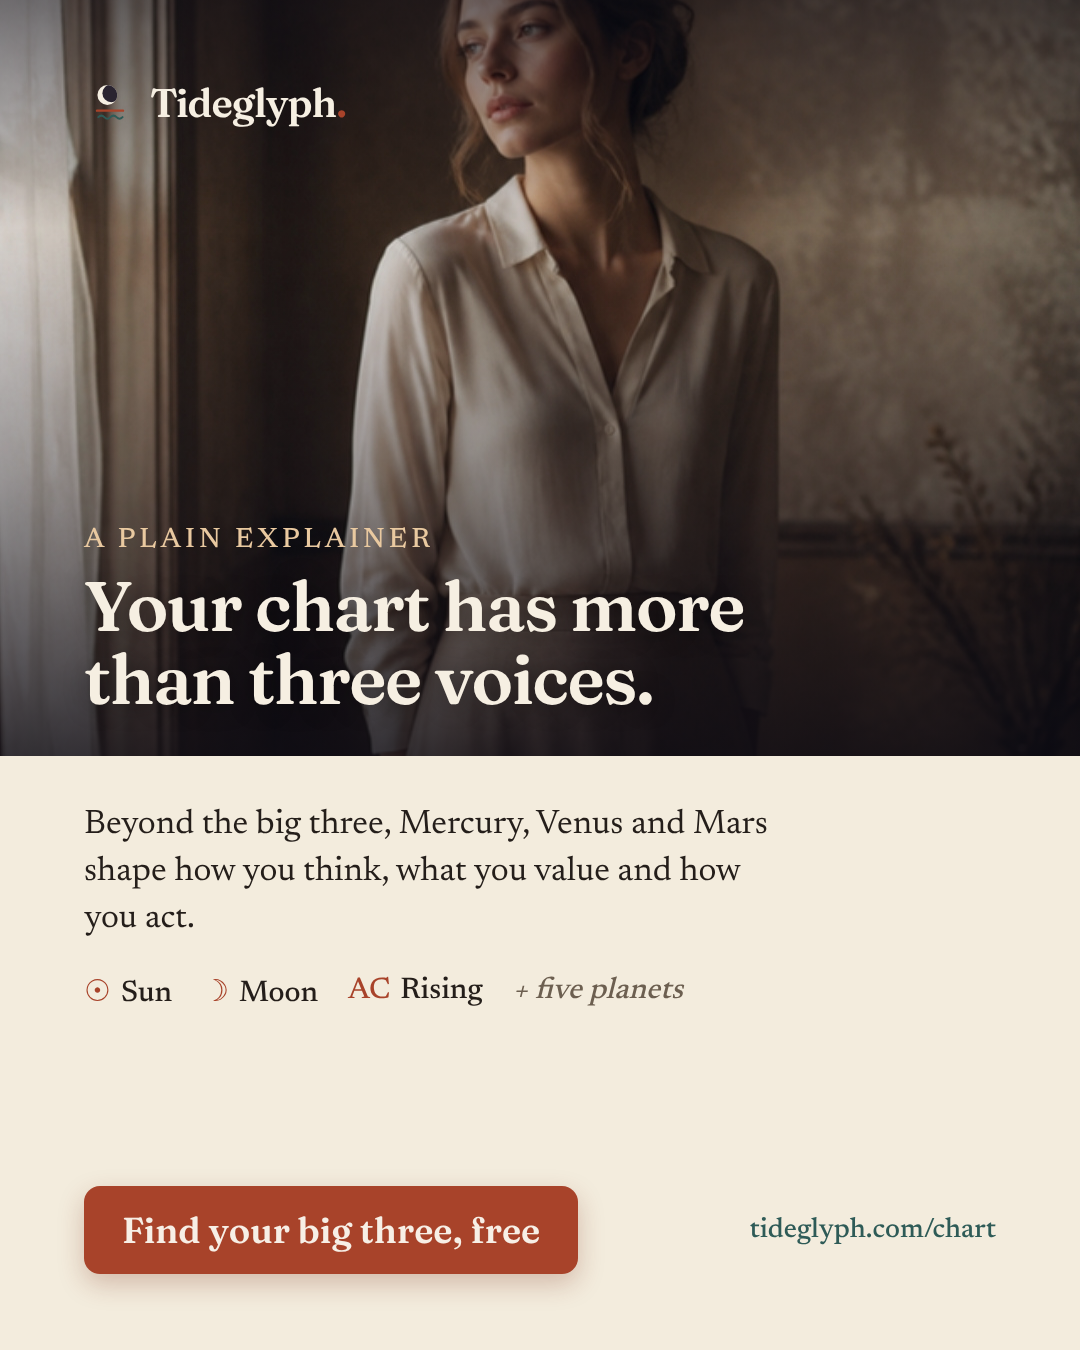 Tideglyph.
A PLAIN EXPLAINER
Your chart has more
than three voices.
Beyond the big three, Mercury, Venus and Mars
shape how you think, what you value and how
you act.
☉ Sun ☽ Moon AC Rising + five planets
Find your big three, free
tideglyph.com/chart